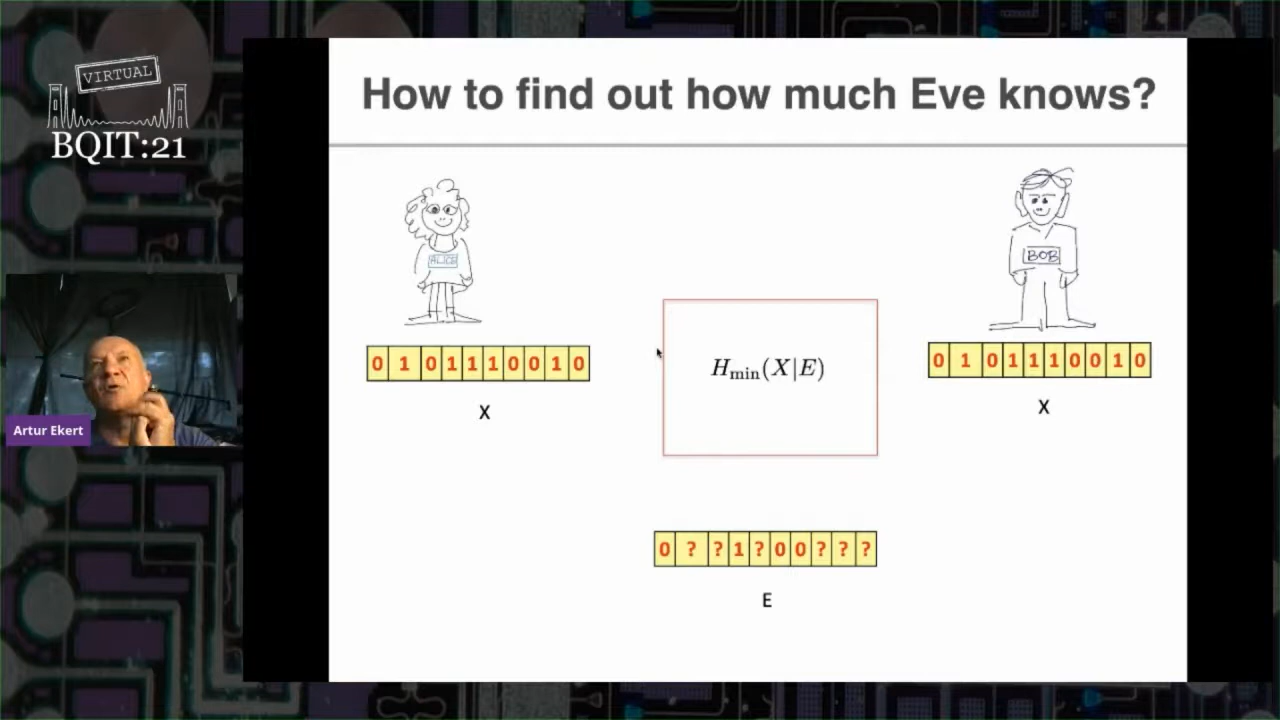 VIRTUAL
BQIT:21
How to find out how much Eve knows?
ALICE
BOB
0 1 0 1 1 1 0 0 1 0
X
H_min(X|E)
0 1 0 1 1 1 0 0 1 0
X
Artur Ekert
0 ? ? 1 ? 0 0 ? ? ?
E